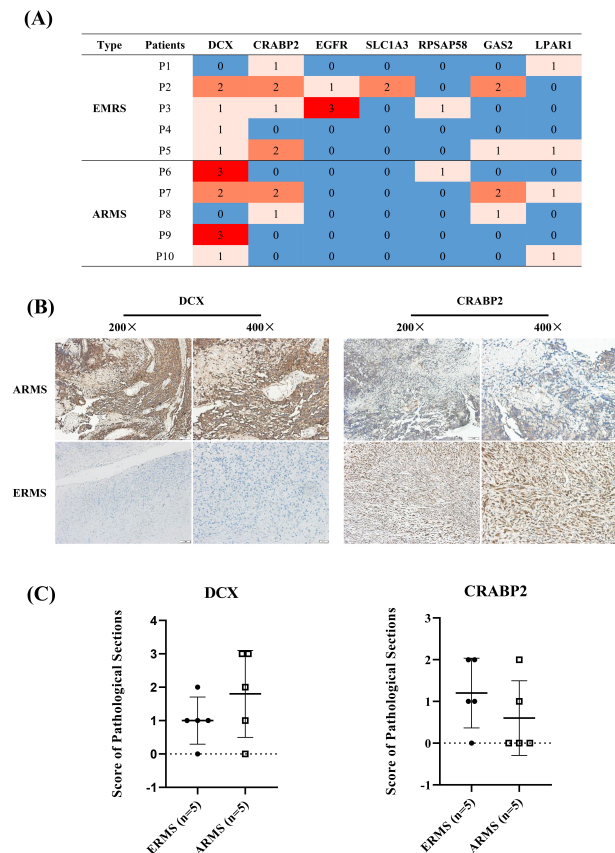 (A)
Type Patients DCX CRABP2 EGFR SLC1A3 RPSAP58 GAS2 LPAR1
P1 0 1 0 0 0 0 1
P2 2 2 1 2 0 2 0
EMRS P3 1 1 3 0 1 0 0
P4 1 0 0 0 0 0 0
P5 1 2 0 0 0 1 1
P6 3 0 0 0 1 0 0
P7 2 2 0 0 0 2 1
ARMS P8 0 1 0 0 0 1 0
P9 3 0 0 0 0 0 0
P10 1 0 0 0 0 0 1
(B)
DCX CRABP2
200× 400× 200× 400×
ARMS
ERMS
(C)
DCX CRABP2
Score of Pathological Sections
4
3
2
1
0
-1
ERMS (n=5) ARMS (n=5)
Score of Pathological Sections
3
2
1
0
-1
ERMS (n=5) ARMS (n=5)